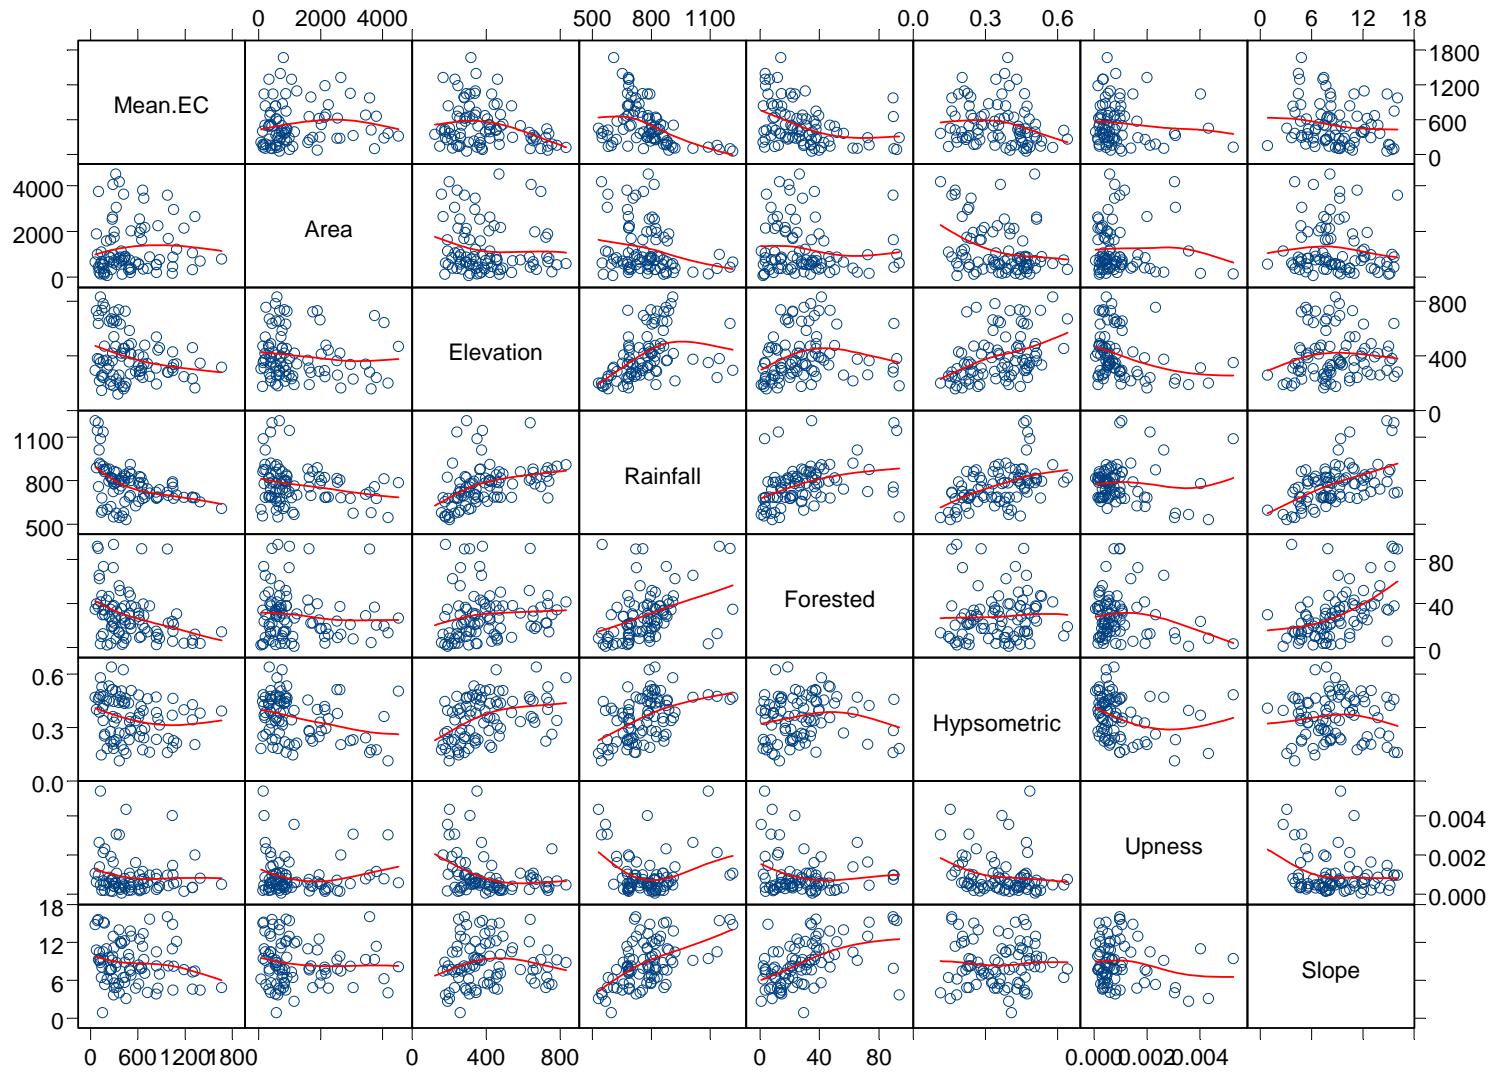 0 2000 4000 500 800 1100 0.0 0.3 0.6 0 6 12 18
Mean.EC 1800
1200
600
0
4000 Area
2000
0
Elevation 800
400
0
1100 Rainfall
800
500
Forested 80
40
0
0.6 Hypsometric
0.3
0.0
Upness 0.004
0.002
0.000
18 Slope
12
6
0
0 600 1200 1800 0 400 800 0 40 80 0.000 0.002 0.004